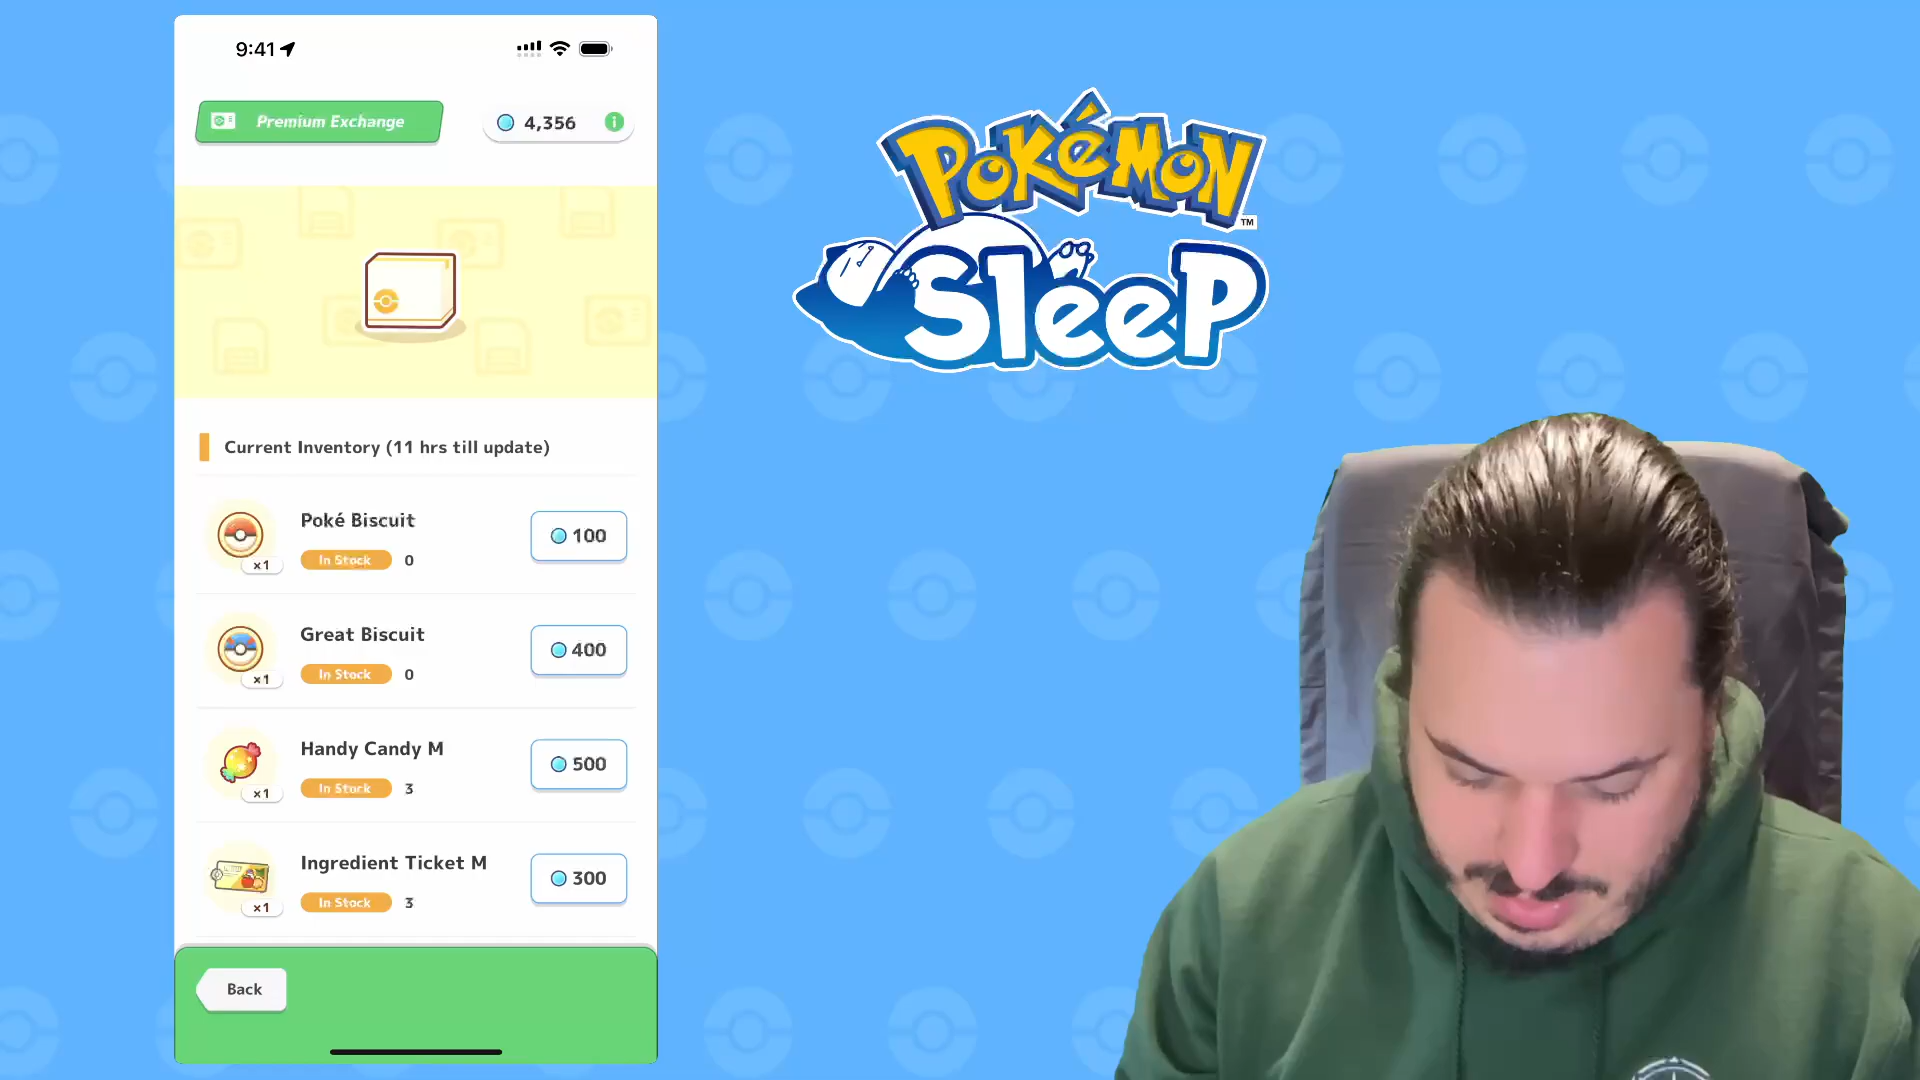 9:41
Premium Exchange
4,356
POKéMON
TM
Sleep
Current Inventory (11 hrs till update)
Poké Biscuit
100
In Stock 0
×1
Great Biscuit
400
In Stock 0
×1
Handy Candy M
500
In Stock 3
×1
Ingredient Ticket M
300
In Stock 3
×1
Back